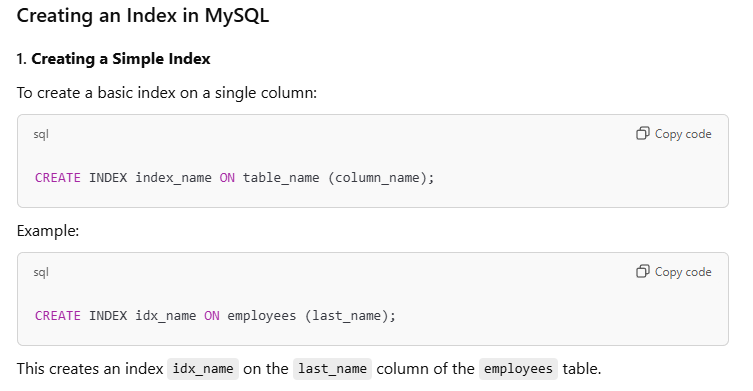 Creating an Index in MySQL
1. Creating a Simple Index
To create a basic index on a single column:
sql
Copy code
CREATE INDEX index_name ON table_name (column_name);
Example:
sql
Copy code
CREATE INDEX idx_name ON employees (last_name);
This creates an index idx_name on the last_name column of the employees table.